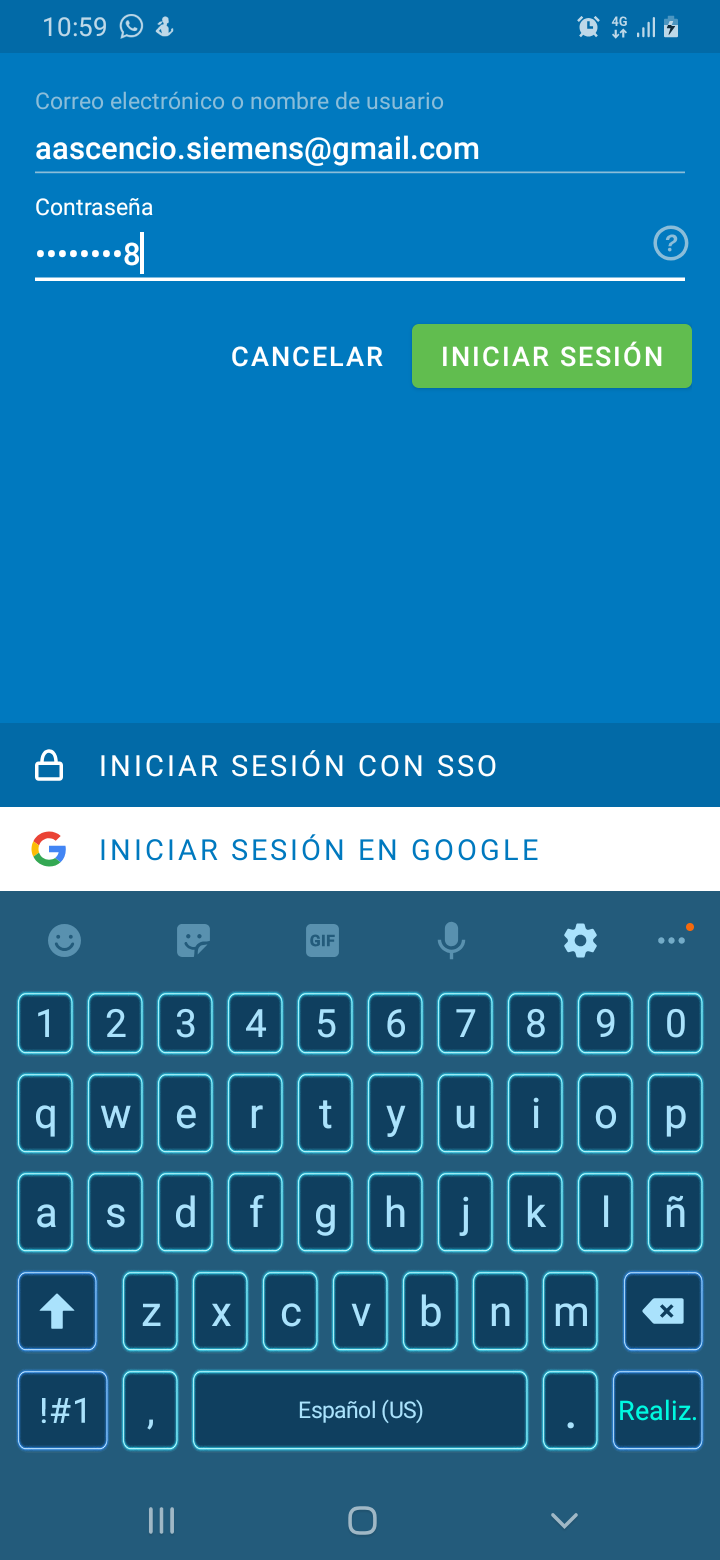 10:59 4G
Correo electrónico o nombre de usuario
aascencio.siemens@gmail.com
Contraseña
••••••••8 ?
CANCELAR INICIAR SESIÓN
INICIAR SESIÓN CON SSO
INICIAR SESIÓN EN GOOGLE
GIF
1 2 3 4 5 6 7 8 9 0
q w e r t y u i o p
a s d f g h j k l ñ
z x c v b n m
!#1 , Español (US) . Realiz.